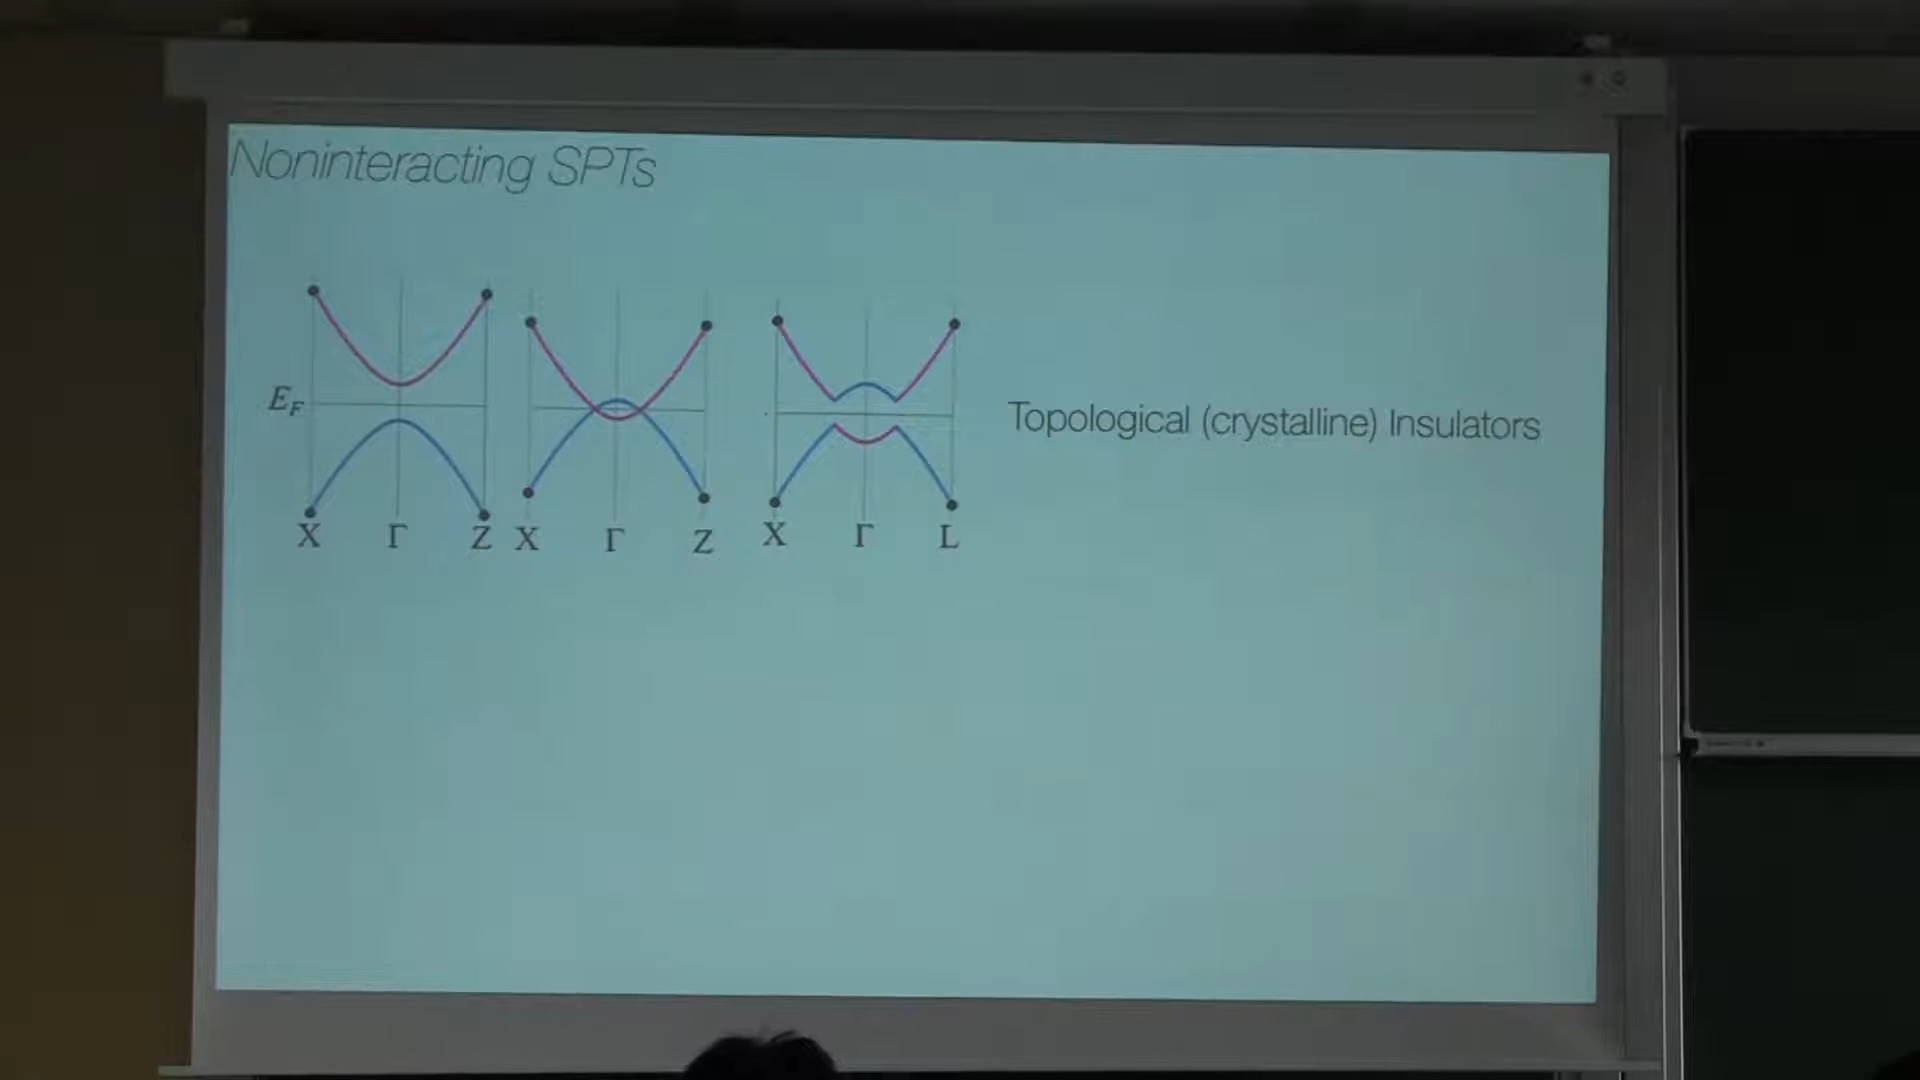 Noninteracting SPTs
E_F
X Γ Z X Γ Z X Γ L
Topological (crystalline) Insulators